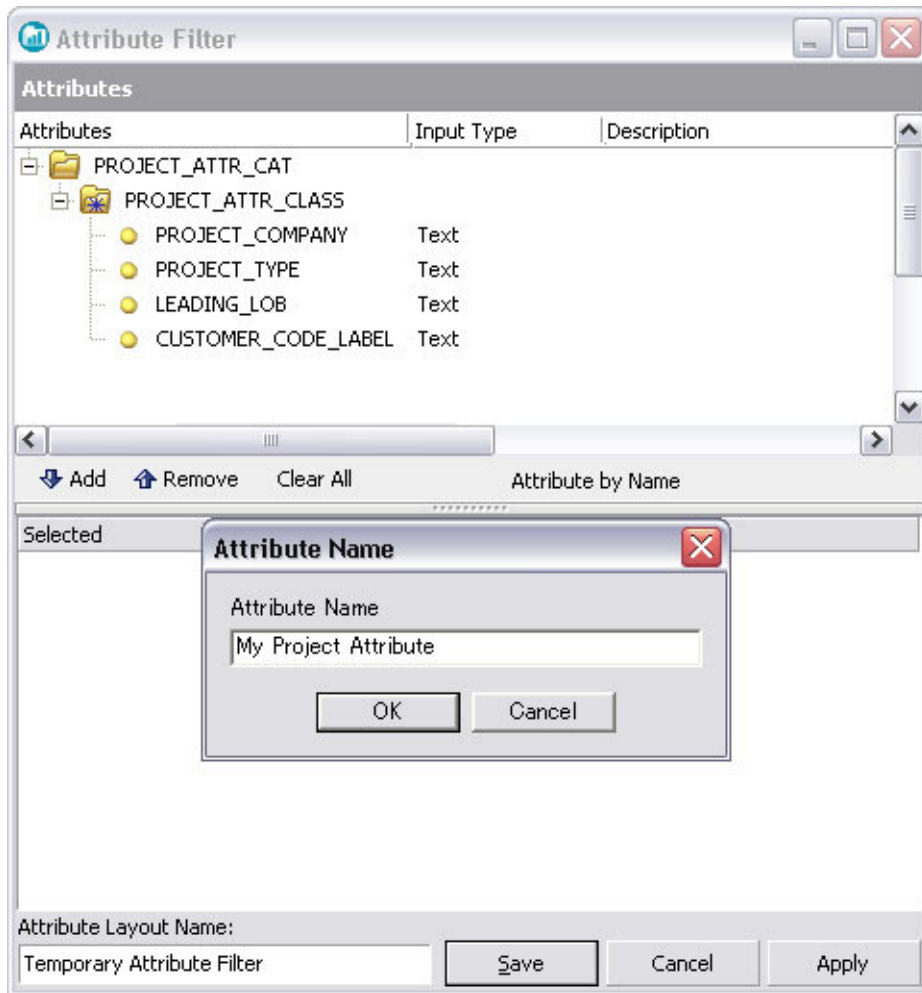 Attribute Filter
Attributes
Attributes Input Type Description
PROJECT_ATTR_CAT
PROJECT_ATTR_CLASS
PROJECT_COMPANY Text
PROJECT_TYPE Text
LEADING_LOB Text
CUSTOMER_CODE_LABEL Text
Add Remove Clear All Attribute by Name
Selected
Attribute Name
Attribute Name
My Project Attribute
OK Cancel
Attribute Layout Name:
Temporary Attribute Filter Save Cancel Apply